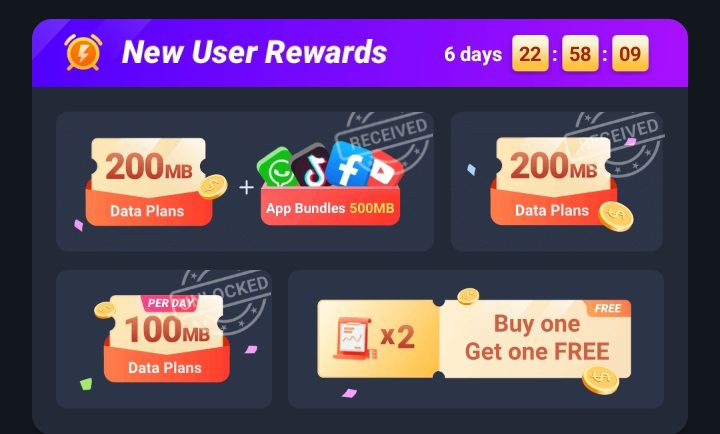 New User Rewards
6 days 22 : 58 : 09
RECEIVED
200MB
Data Plans
+
App Bundles 500MB
RECEIVED
200MB
Data Plans
UNLOCKED
PER DAY
100MB
Data Plans
x2
FREE
Buy one
Get one FREE